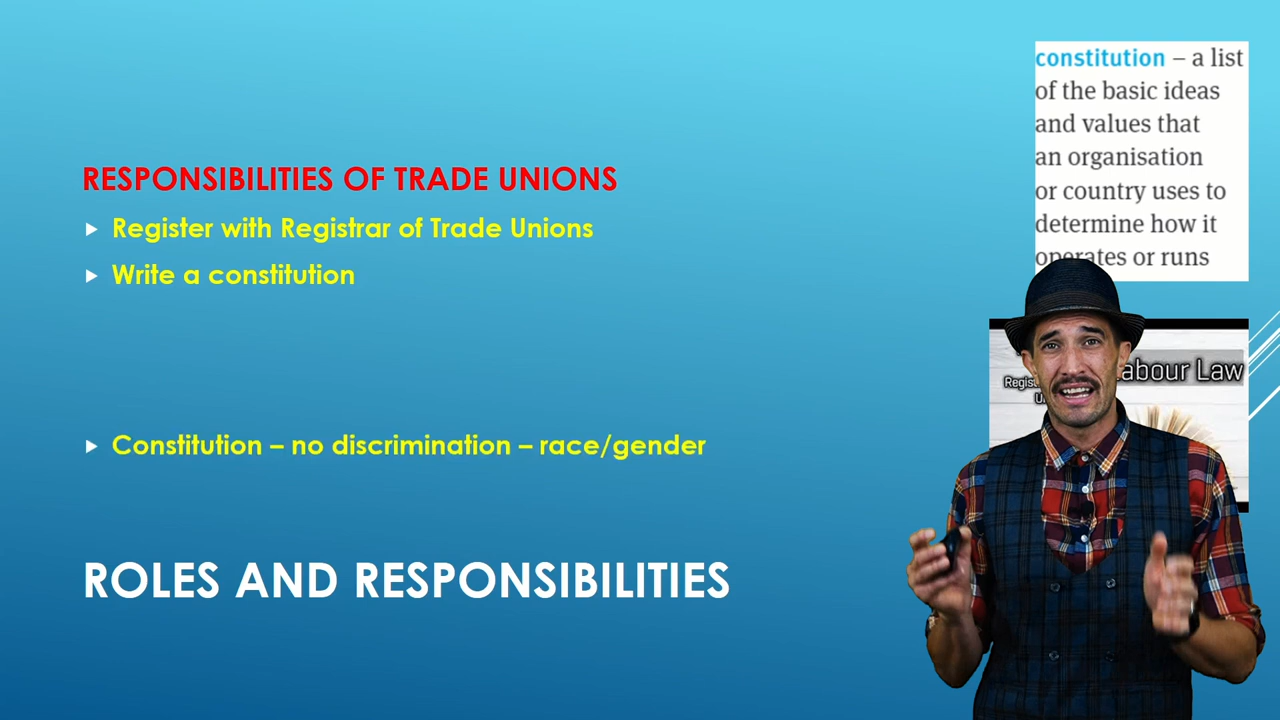 RESPONSIBILITIES OF TRADE UNIONS
Register with Registrar of Trade Unions
Write a constitution
Constitution – no discrimination – race/gender
ROLES AND RESPONSIBILITIES
constitution – a list
of the basic ideas
and values that
an organisation
or country uses to
determine how it
operates or runs
Law